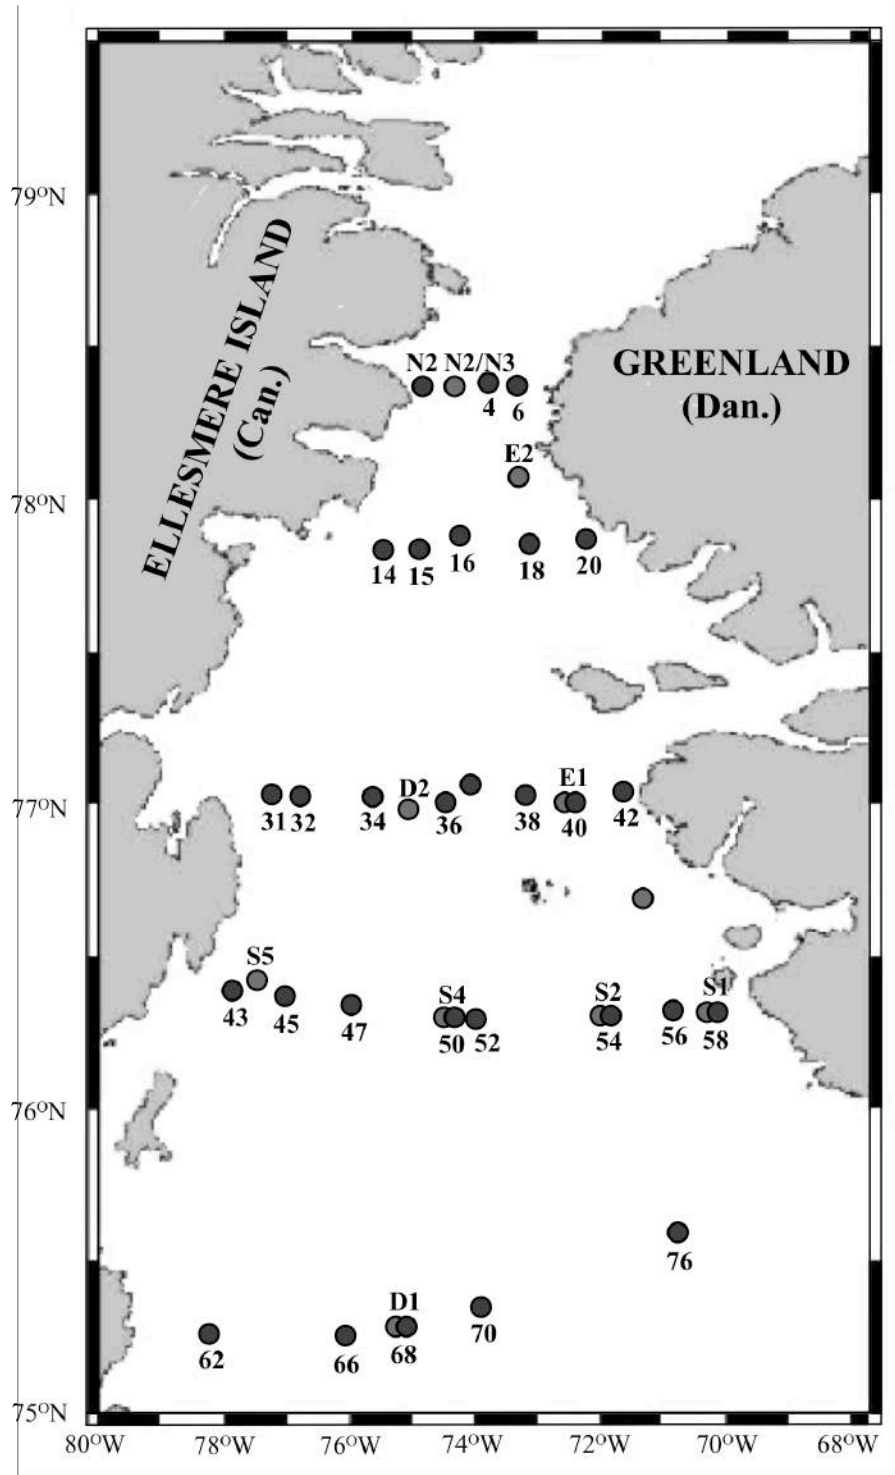 79°N
ELLESMERE ISLAND
(Can.)
GREENLAND
(Dan.)
N2 N2/N3
4 6
E2
78°N
14 15 16 18 20
D2 E1
77°N
31 32 34 36 38 40 42
S5
S4 S2 S1
43 45 47 50 52 54 56 58
76°N
76
D1
62 66 68 70
75°N
80°W 78°W 76°W 74°W 72°W 70°W 68°W